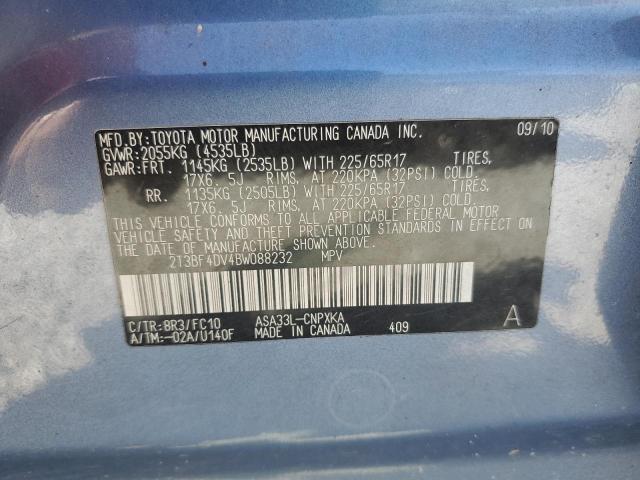 MFD.BY:TOYOTA MOTOR MANUFACTURING CANADA INC. 09/10
GVWR:2055KG (4535LB)
GAWR:FRT. 1145KG (2535LB) WITH 225/65R17 TIRES,
17X6.5J RIMS, AT 220KPA (32PSI) COLD.
RR. 1135KG (2505LB) WITH 225/65R17 TIRES,
17X6.5J RIMS, AT 220KPA (32PSI) COLD.
THIS VEHICLE CONFORMS TO ALL APPLICABLE FEDERAL MOTOR
VEHICLE SAFETY AND THEFT PREVENTION STANDARDS IN EFFECT ON
THE DATE OF MANUFACTURE SHOWN ABOVE.
2T3BF4DV4BW088232 MPV
C/TR:8R3/FC10 ASA33L-CNPXKA
A/TM:-02A/U140F MADE IN CANADA 409 A